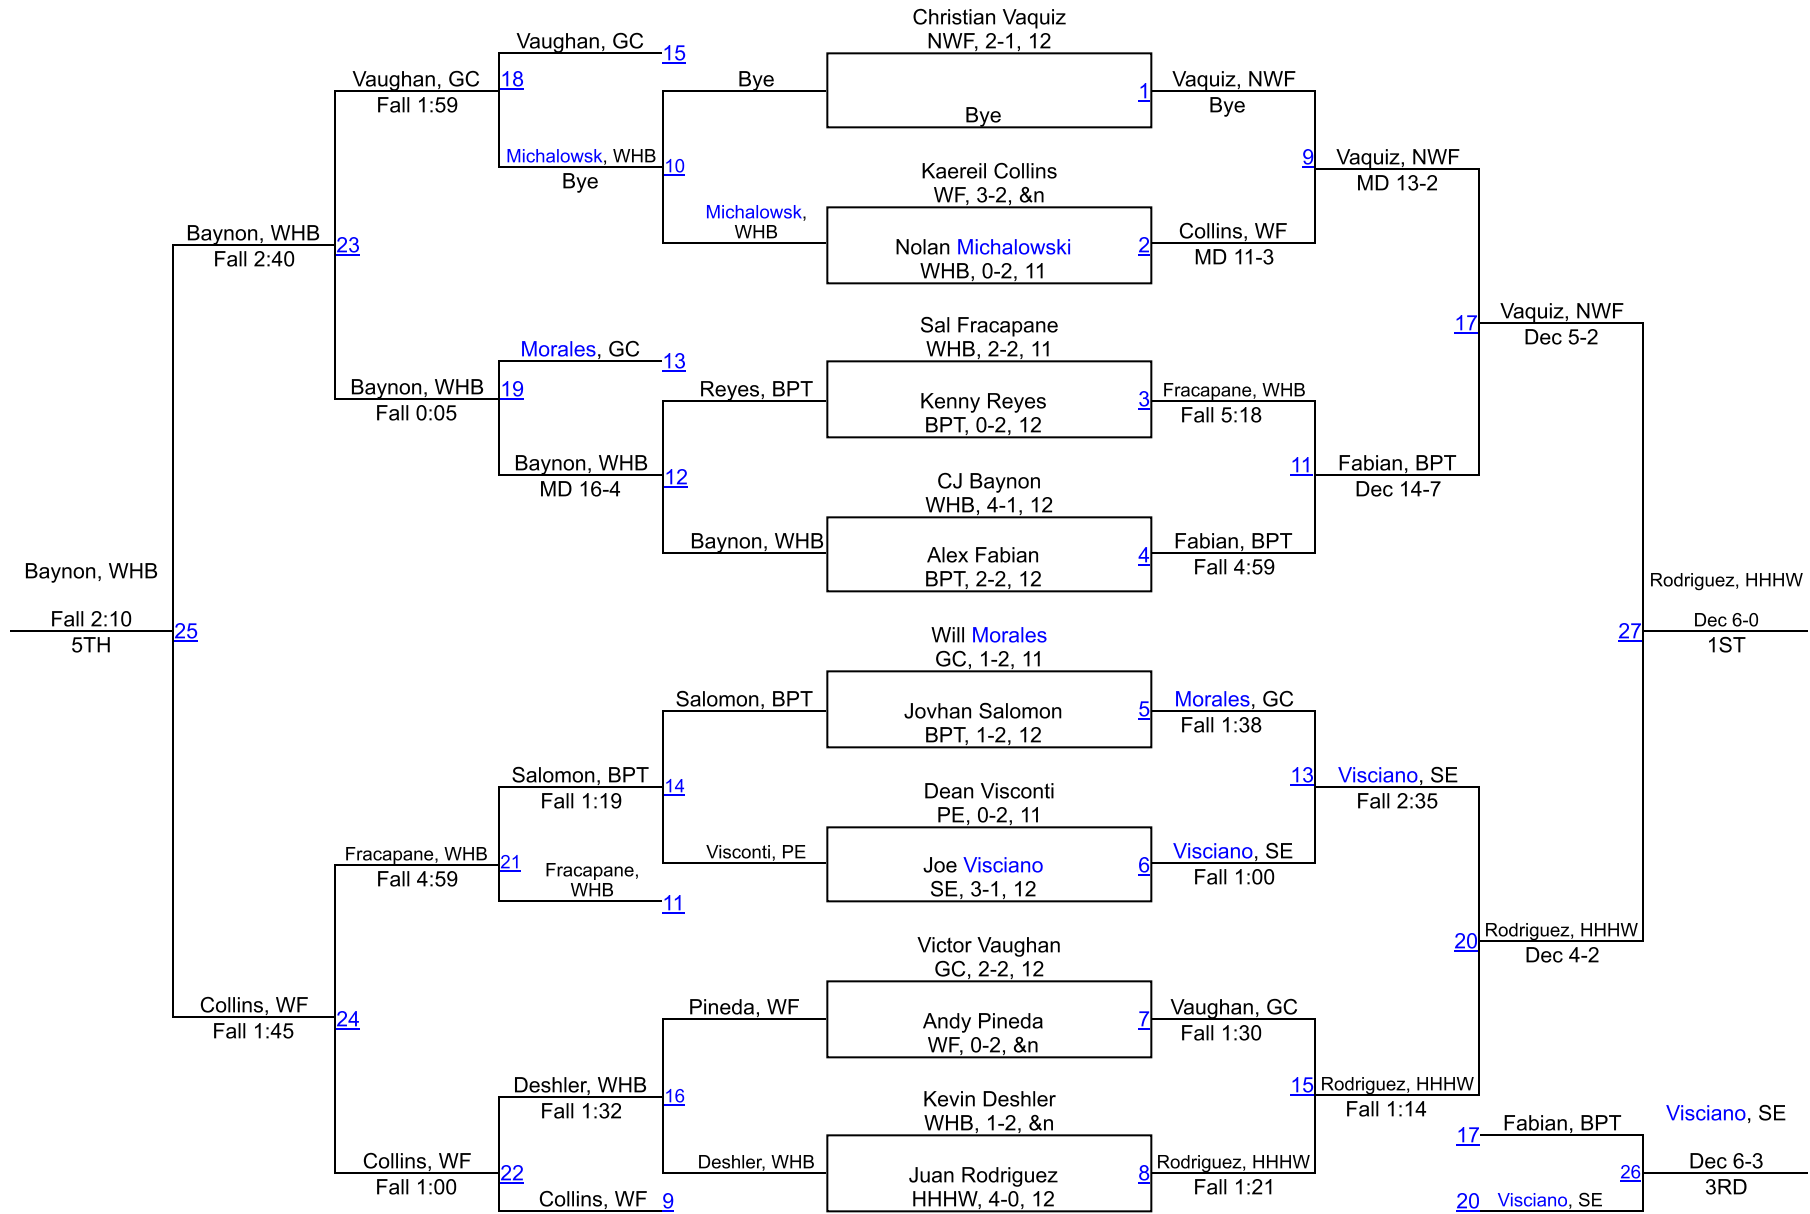 Christian Vaquiz
NWF, 2-1, 12
Vaughan, GC
15
Vaughan, GC
18
Bye
1
Vaquiz, NWF
Fall 1:59
Bye
Bye
Michalowsk, WHB
10
Bye
Kaereil Collins
WF, 3-2, &n
9
Vaquiz, NWF
MD 13-2
Michalowsk,
WHB
Nolan Michalowski
WHB, 0-2, 11
2
Collins, WF
MD 11-3
Baynon, WHB
23
Fall 2:40
Sal Fracapane
WHB, 2-2, 11
17
Vaquiz, NWF
Dec 5-2
Morales, GC
13
Baynon, WHB
19
Fall 0:05
Reyes, BPT
Kenny Reyes
BPT, 0-2, 12
3
Fracapane, WHB
Fall 5:18
Baynon, WHB
12
MD 16-4
CJ Baynon
WHB, 4-1, 12
11
Fabian, BPT
Dec 14-7
Baynon, WHB
Alex Fabian
BPT, 2-2, 12
4
Fabian, BPT
Fall 4:59
Baynon, WHB
Fall 2:10
25
5TH
Rodriguez, HHHW
27
Dec 6-0
1ST
Will Morales
GC, 1-2, 11
Salomon, BPT
Jovhan Salomon
BPT, 1-2, 12
5
Morales, GC
Fall 1:38
Salomon, BPT
14
Fall 1:19
Dean Visconti
PE, 0-2, 11
13
Visciano, SE
Fall 2:35
Fracapane, WHB
21
Fall 4:59
Fracapane,
WHB
11
Visconti, PE
Joe Visciano
SE, 3-1, 12
6
Visciano, SE
Fall 1:00
Victor Vaughan
GC, 2-2, 12
20
Rodriguez, HHHW
Dec 4-2
Collins, WF
24
Fall 1:45
Pineda, WF
Andy Pineda
WF, 0-2, &n
7
Vaughan, GC
Fall 1:30
Deshler, WHB
16
Fall 1:32
Kevin Deshler
WHB, 1-2, &n
15
Rodriguez, HHHW
Fall 1:14
Collins, WF
22
Fall 1:00
Collins, WF
9
Deshler, WHB
Juan Rodriguez
HHHW, 4-0, 12
8
Rodriguez, HHHW
Fall 1:21
17
Fabian, BPT
Visciano, SE
26
Dec 6-3
3RD
20
Visciano, SE